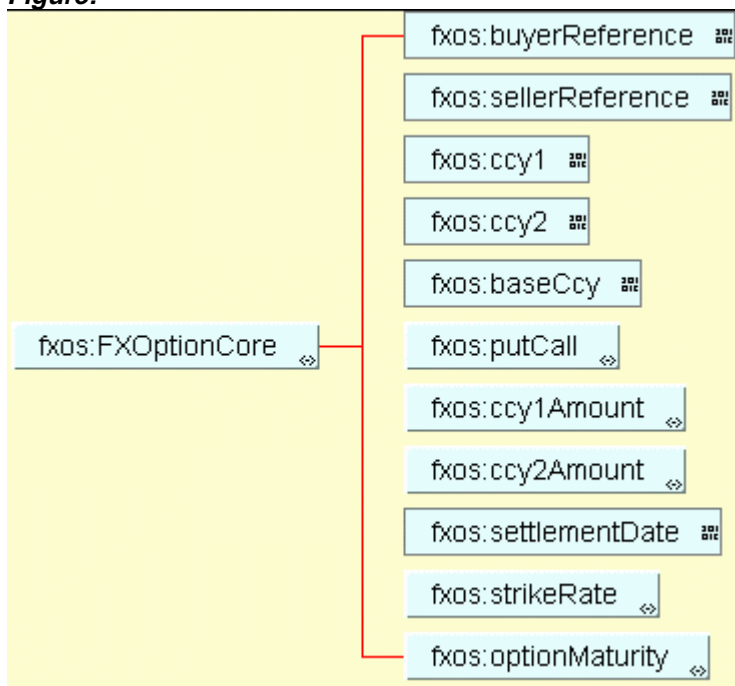 Figure:
fxos:buyerReference
fxos:sellerReference
fxos:ccy1
fxos:ccy2
fxos:baseCcy
fxos:FXOptionCore
fxos:putCall
fxos:ccy1Amount
fxos:ccy2Amount
fxos:settlementDate
fxos:strikeRate
fxos:optionMaturity